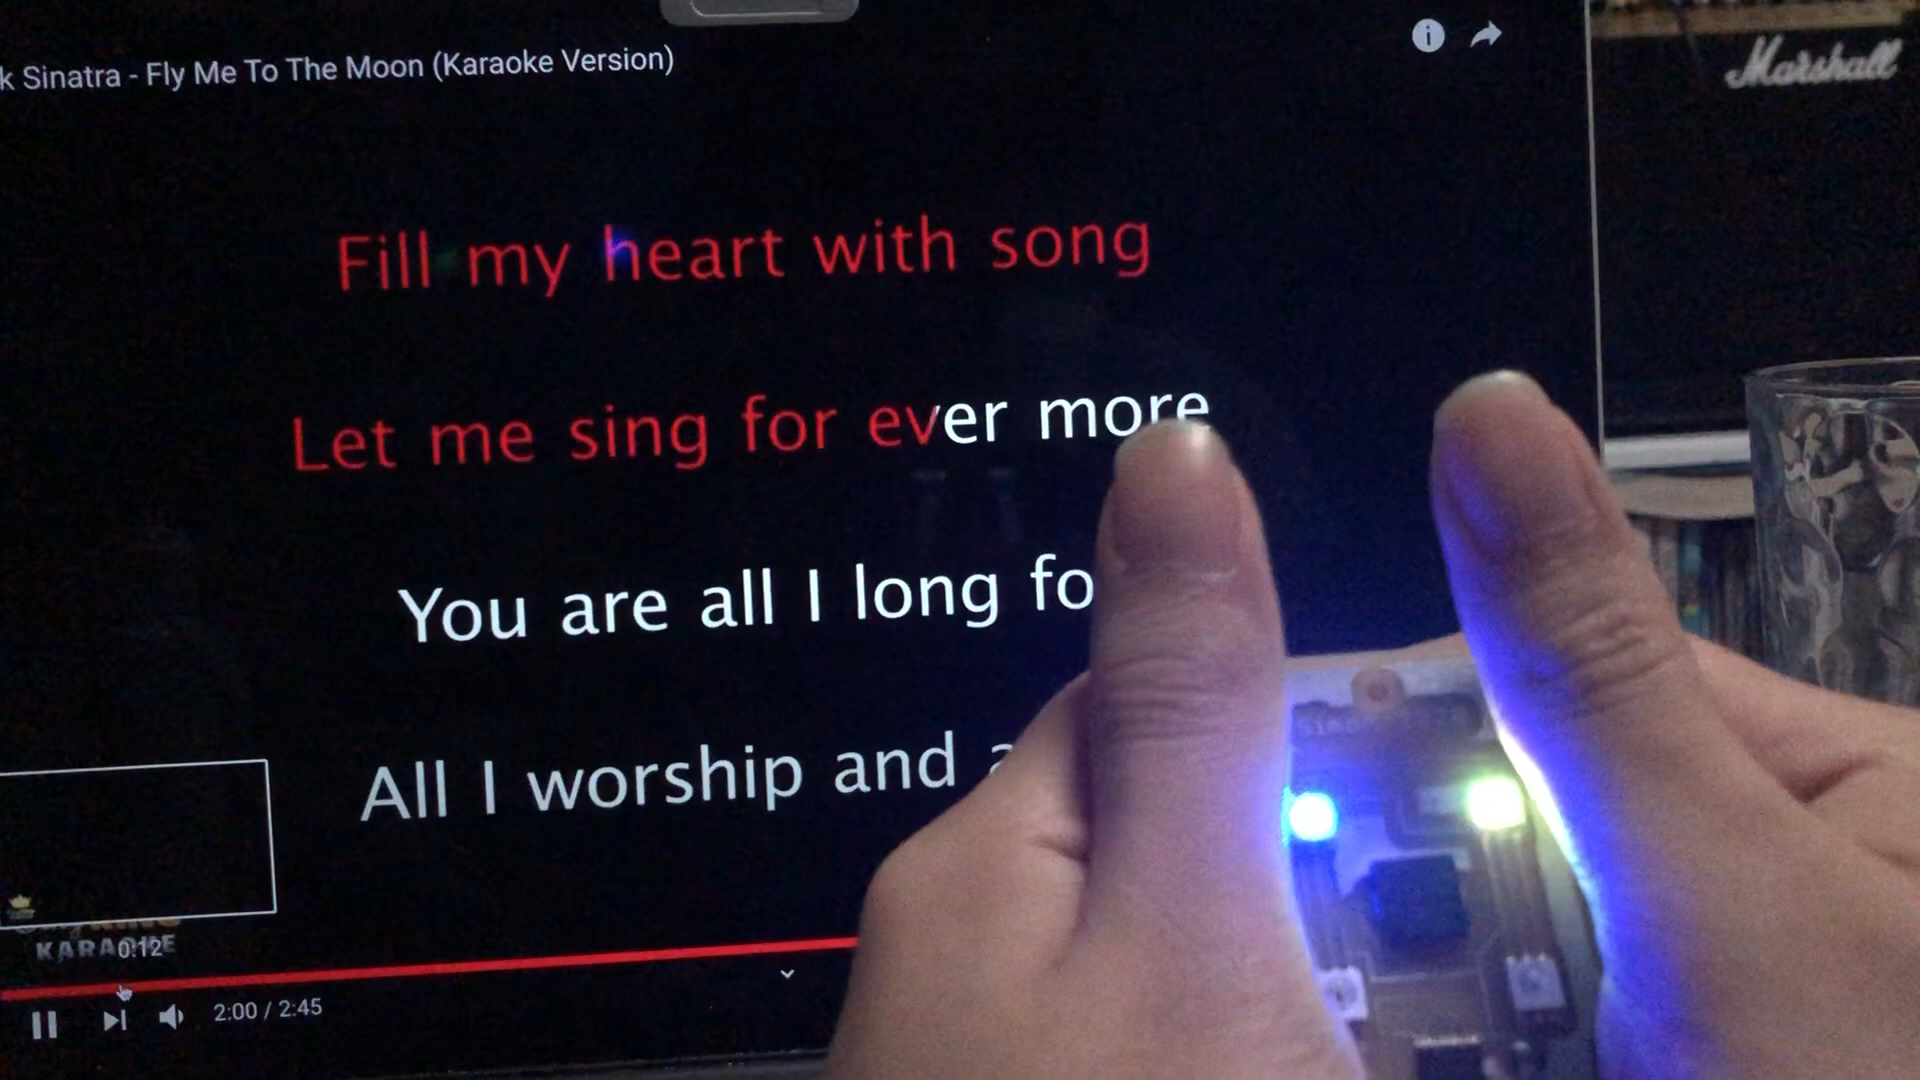 k Sinatra - Fly Me To The Moon (Karaoke Version)
Marshall
Fill my heart with song
Let me sing for ever more
You are all I long fo
All I worship and a
KARAOKE
0:12
2:00 / 2:45